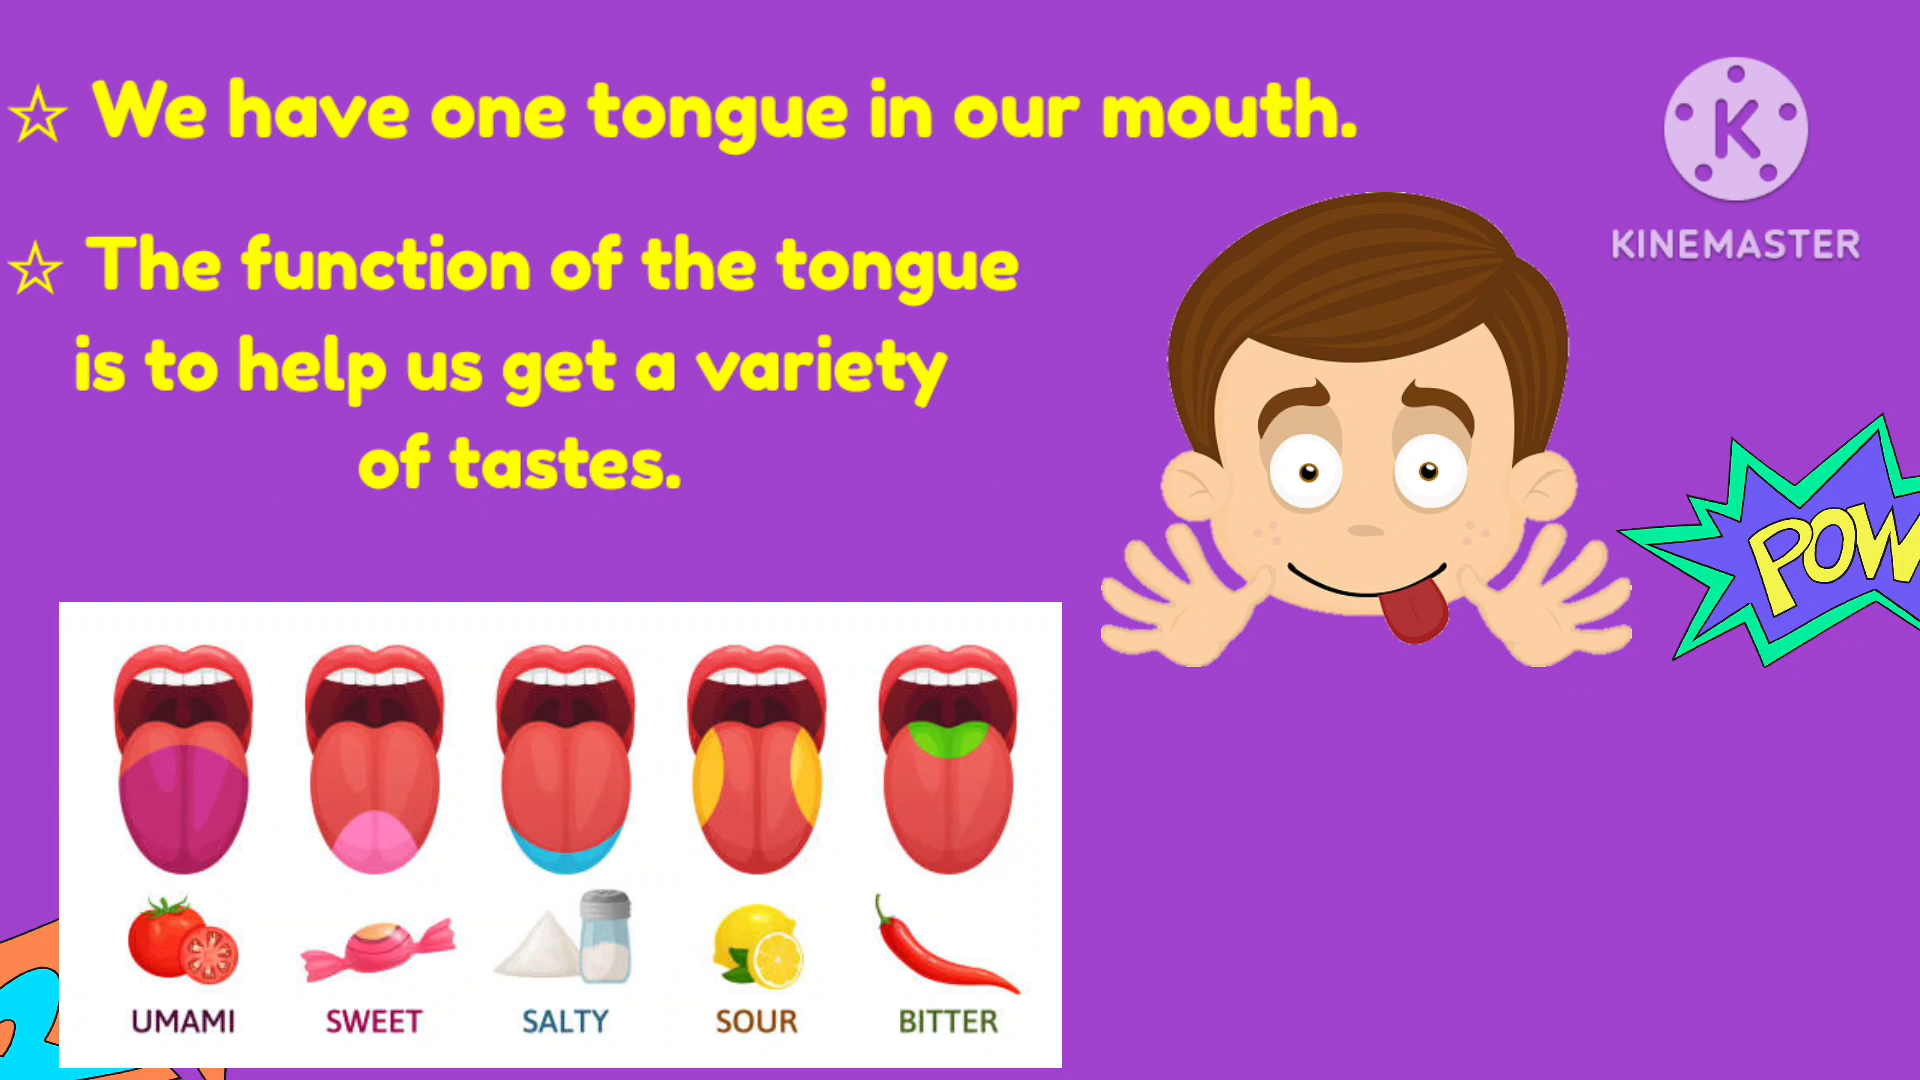 ☆ We have one tongue in our mouth.
K
KINEMASTER
☆ The function of the tongue
is to help us get a variety
of tastes.
POW
UMAMI SWEET SALTY SOUR BITTER